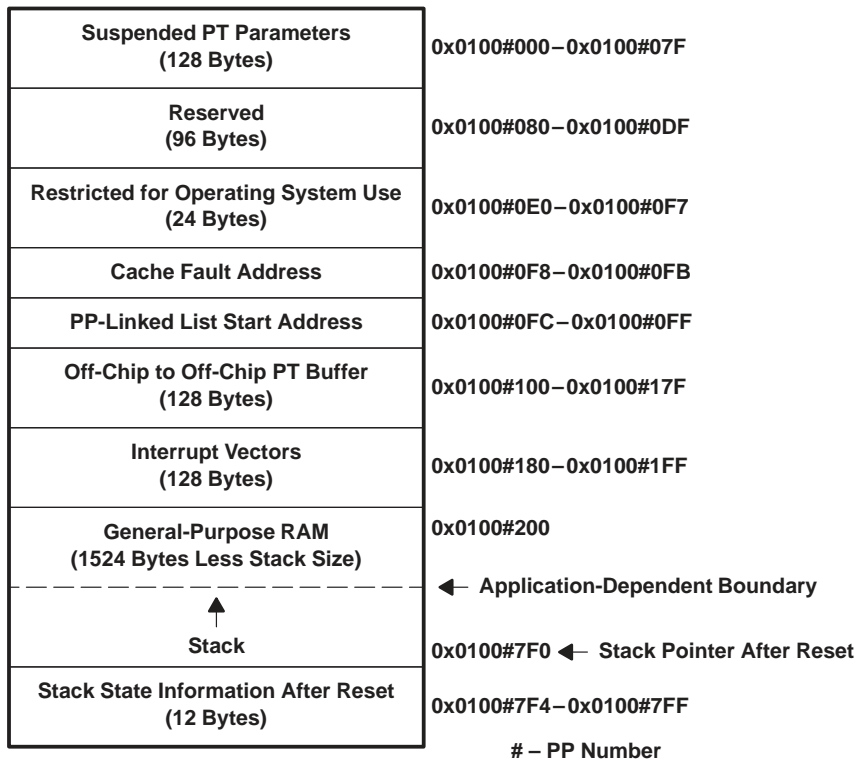 Suspended PT Parameters
(128 Bytes)
0x0100#000–0x0100#07F
Reserved
(96 Bytes)
0x0100#080–0x0100#0DF
Restricted for Operating System Use
(24 Bytes)
0x0100#0E0–0x0100#0F7
Cache Fault Address
0x0100#0F8–0x0100#0FB
PP-Linked List Start Address
0x0100#0FC–0x0100#0FF
Off-Chip to Off-Chip PT Buffer
(128 Bytes)
0x0100#100–0x0100#17F
Interrupt Vectors
(128 Bytes)
0x0100#180–0x0100#1FF
General-Purpose RAM
(1524 Bytes Less Stack Size)
0x0100#200
Application-Dependent Boundary
Stack
0x0100#7F0
Stack Pointer After Reset
Stack State Information After Reset
(12 Bytes)
0x0100#7F4–0x0100#7FF
# – PP Number